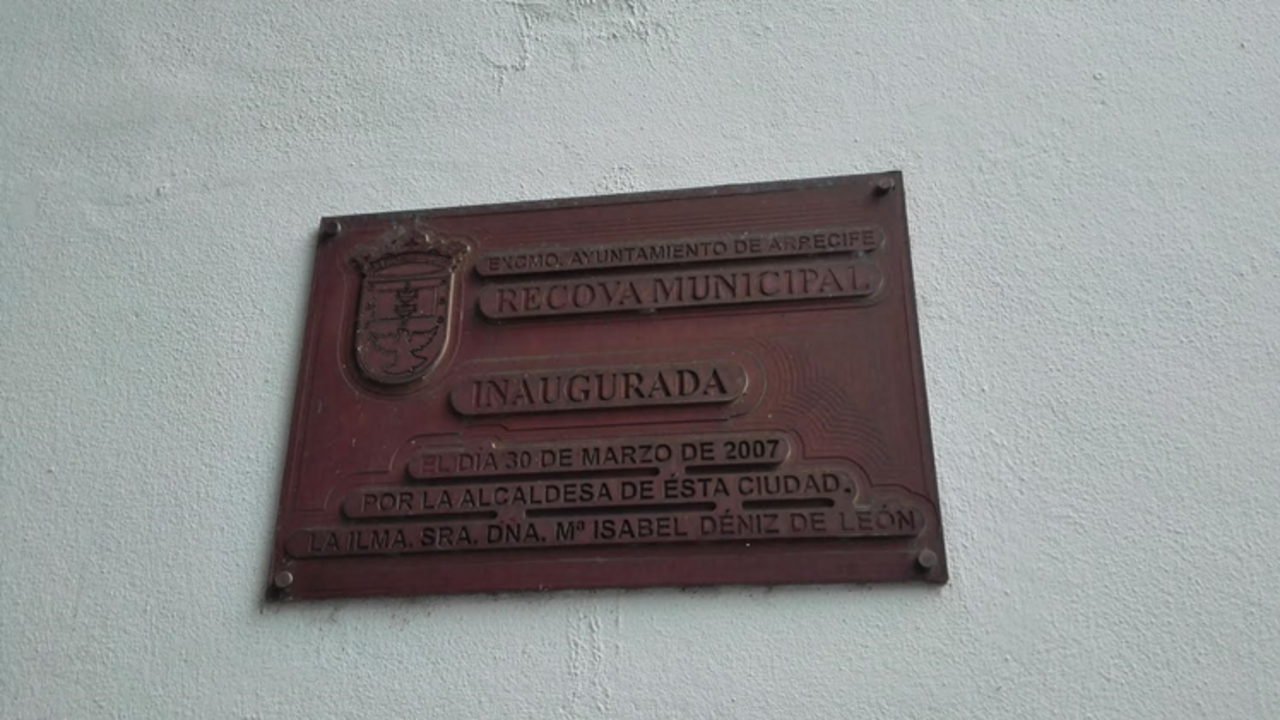 EXCMO. AYUNTAMIENTO DE ARRECIFE
RECOVA MUNICIPAL
INAUGURADA
EL DÍA 30 DE MARZO DE 2007
POR LA ALCALDESA DE ÉSTA CIUDAD.
LA ILMA. SRA. DNA. Mª ISABEL DÉNIZ DE LEÓN